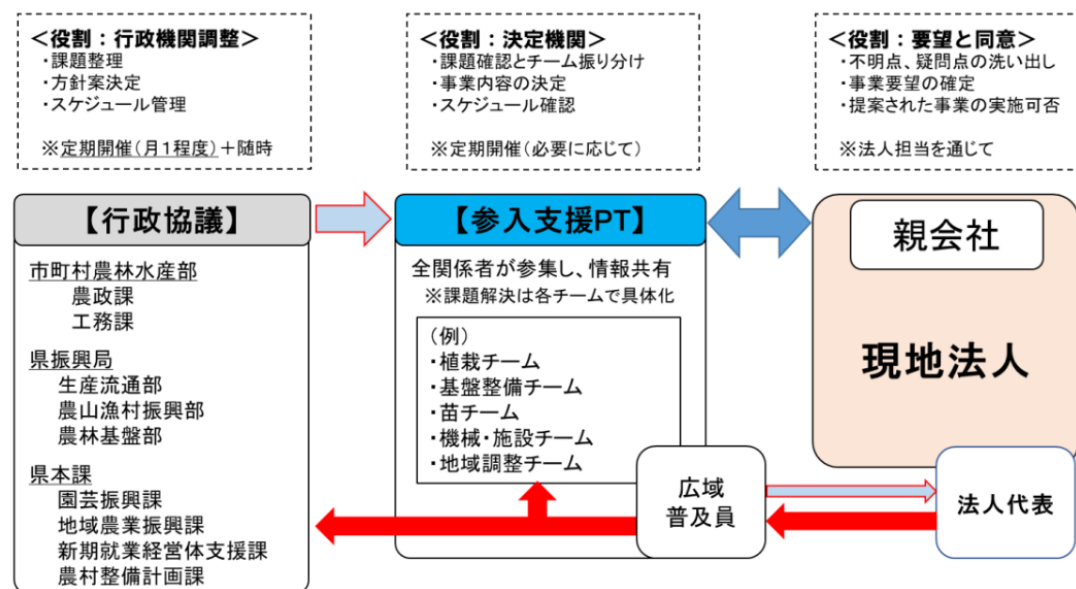 ＜役割：行政機関調整＞
・課題整理
・方針案決定
・スケジュール管理
※定期開催（月１程度）＋随時
＜役割：決定機関＞
・課題確認とチーム振り分け
・事業内容の決定
・スケジュール確認
※定期開催（必要に応じて）
＜役割：要望と同意＞
・不明点、疑問点の洗い出し
・事業要望の確定
・提案された事業の実施可否
※法人担当を通じて
【行政協議】
市町村農林水産部
農政課
工務課
県振興局
生産流通部
農山漁村振興部
農林基盤部
県本課
園芸振興課
地域農業振興課
新期就業経営体支援課
農村整備計画課
【参入支援PT】
全関係者が参集し、情報共有
※課題解決は各チームで具体化
（例）
・植栽チーム
・基盤整備チーム
・苗チーム
・機械・施設チーム
・地域調整チーム
広域
普及員
親会社
現地法人
法人代表